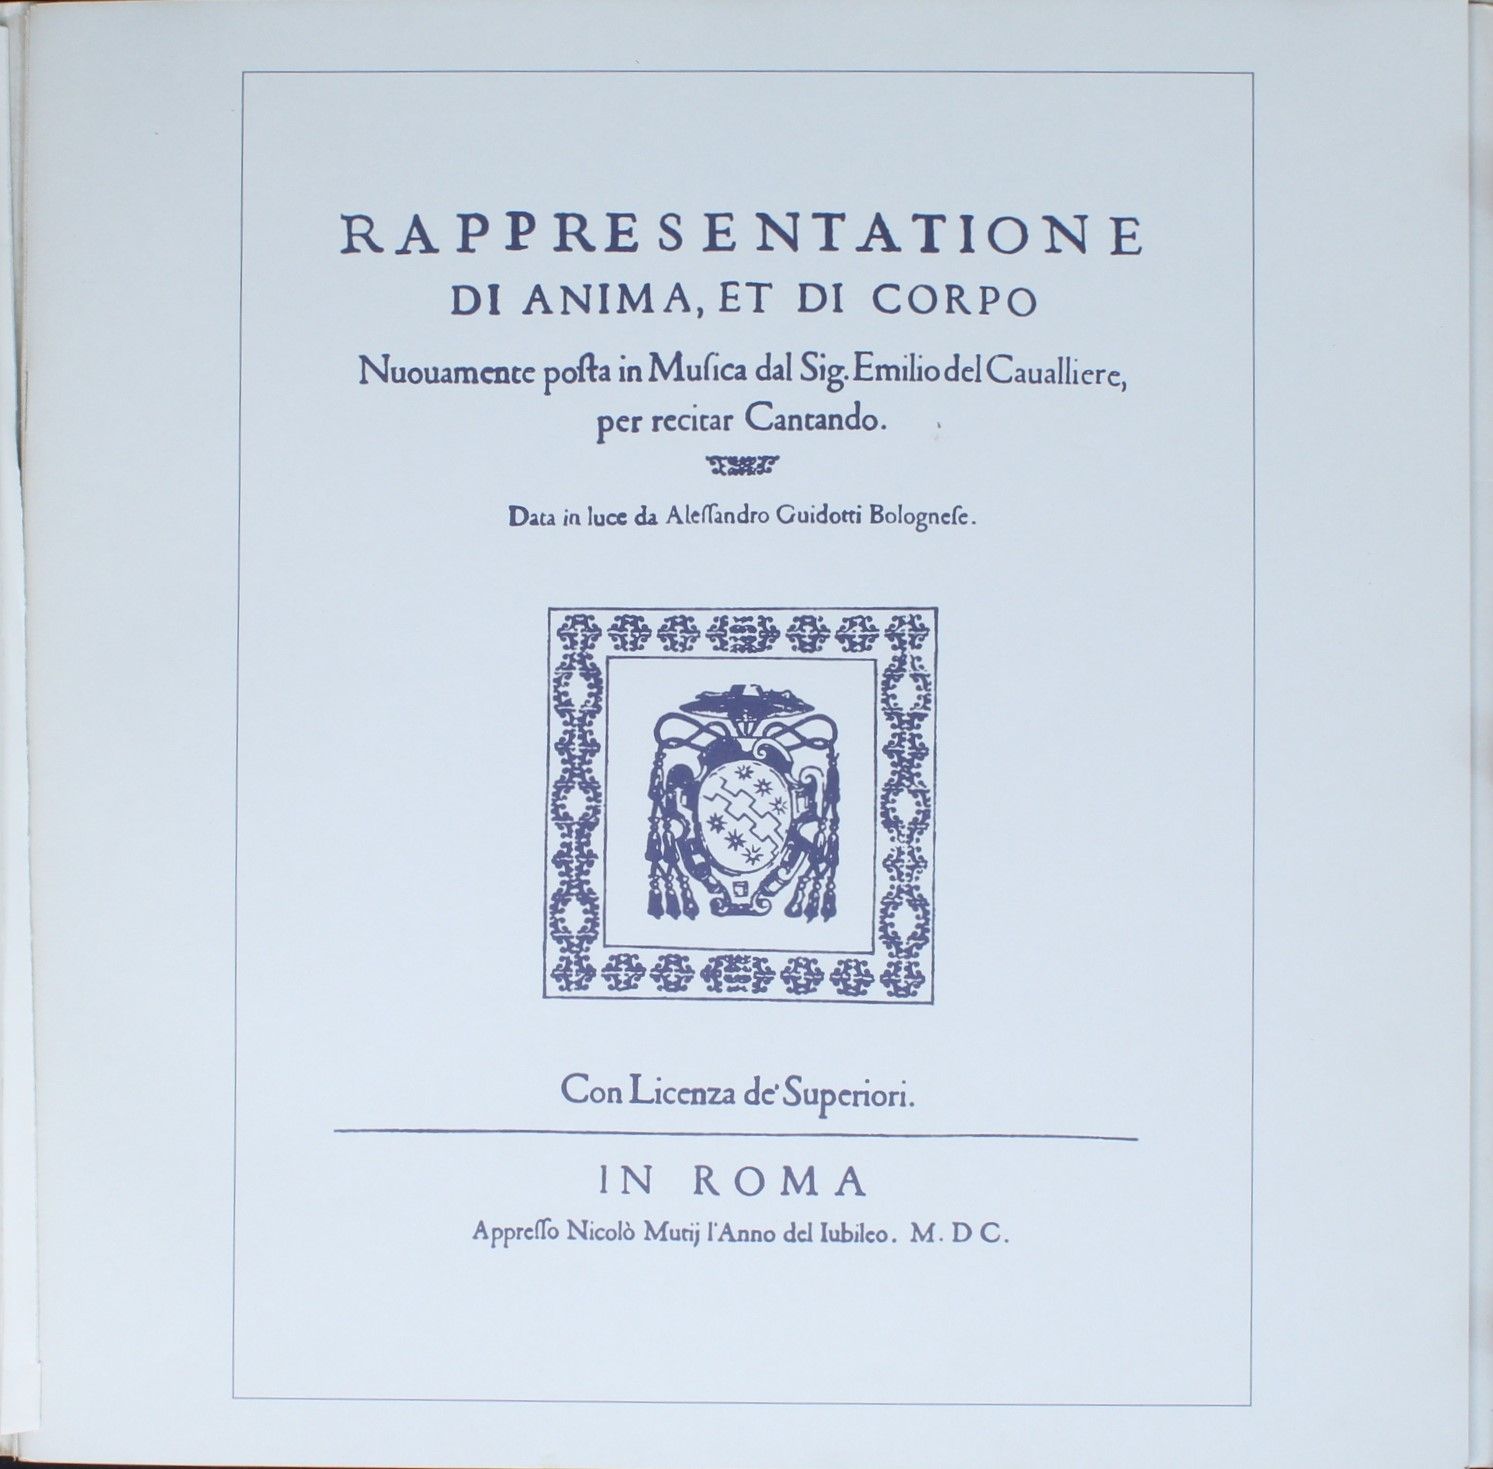 RAPPRESENTATIONE
DI ANIMA, ET DI CORPO
Nuouamente poſta in Muſica dal Sig. Emilio del Caualliere,
per recitar Cantando.
Data in luce da Aleſſandro Guidotti Bologneſe.
Con Licenza de' Superiori.
IN ROMA
Appreſſo Nicolò Mutij l'Anno del Iubileo. M. DC.